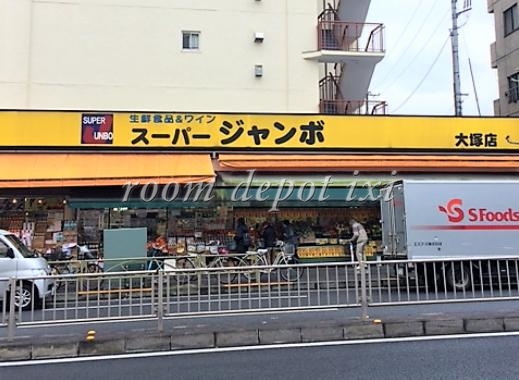 生鮮食品&ワイン
SUPER
JUNBO
スーパー ジャンボ
大塚店
room depot ixi
S Foods